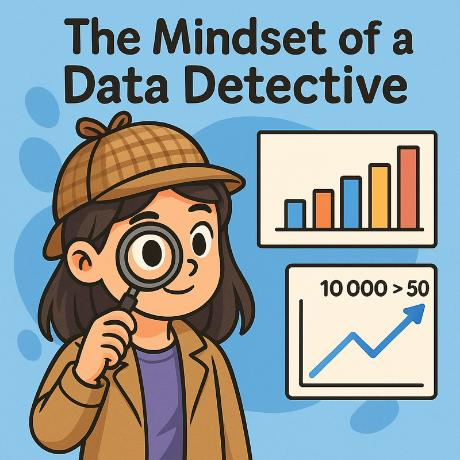 The Mindset of a
Data Detective
10 000 > 50